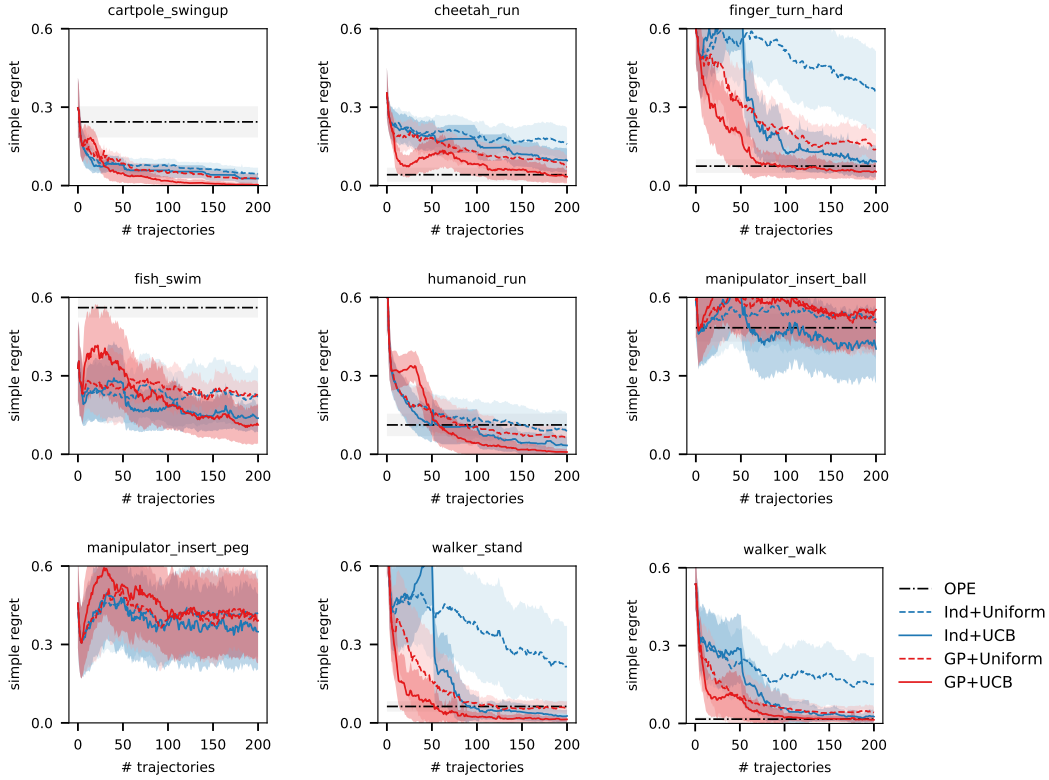 cartpole_swingup
cheetah_run
finger_turn_hard
simple regret
0.6
0.3
0.0
0 50 100 150 200
# trajectories
simple regret
0.6
0.3
0.0
0 50 100 150 200
# trajectories
simple regret
0.6
0.3
0.0
0 50 100 150 200
# trajectories
fish_swim
humanoid_run
manipulator_insert_ball
simple regret
0.6
0.3
0.0
0 50 100 150 200
# trajectories
simple regret
0.6
0.3
0.0
0 50 100 150 200
# trajectories
simple regret
0.6
0.3
0.0
0 50 100 150 200
# trajectories
manipulator_insert_peg
walker_stand
walker_walk
simple regret
0.6
0.3
0.0
0 50 100 150 200
# trajectories
simple regret
0.6
0.3
0.0
0 50 100 150 200
# trajectories
simple regret
0.6
0.3
0.0
0 50 100 150 200
# trajectories
OPE
Ind+Uniform
Ind+UCB
GP+Uniform
GP+UCB